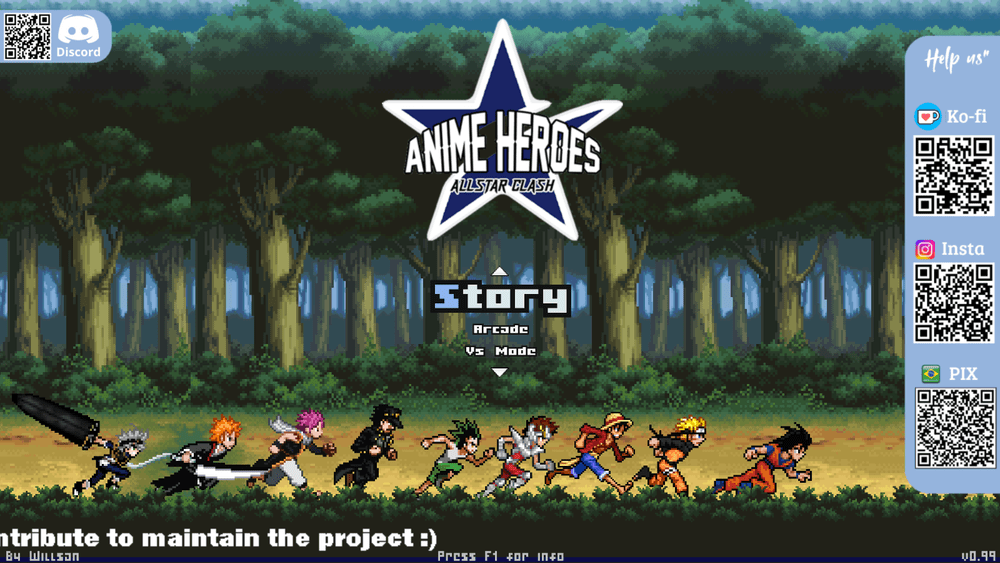 Discord
Help us"
ANIME HEROES
ALLSTAR CLASH
Ko-fi
Insta
Story
Arcade
Vs Mode
PIX
ntribute to maintain the project :)
By Willsan
Press F1 for info
v0.99